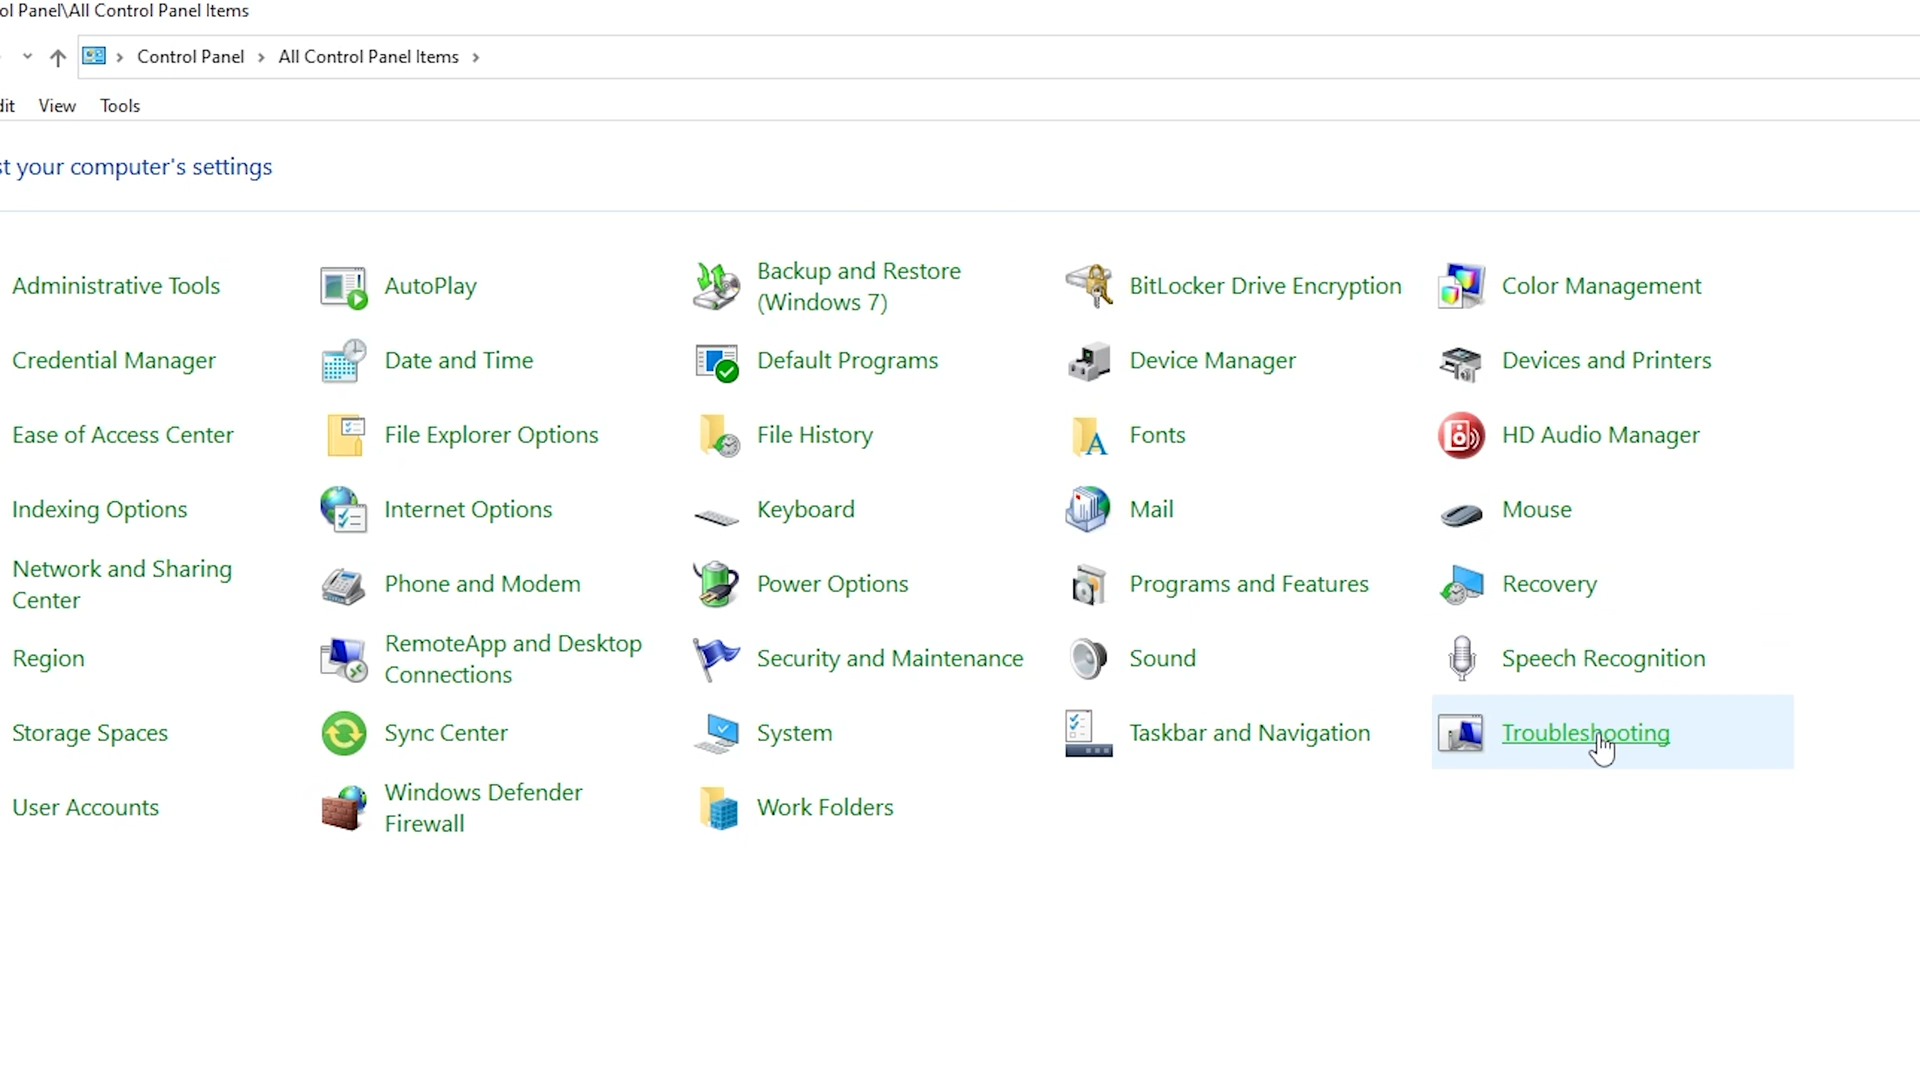 ol Panel\All Control Panel Items
Control Panel > All Control Panel Items >
dit View Tools
st your computer's settings
Administrative Tools
AutoPlay
Backup and Restore
(Windows 7)
BitLocker Drive Encryption
Color Management
Credential Manager
Date and Time
Default Programs
Device Manager
Devices and Printers
Ease of Access Center
File Explorer Options
File History
Fonts
HD Audio Manager
Indexing Options
Internet Options
Keyboard
Mail
Mouse
Network and Sharing
Center
Phone and Modem
Power Options
Programs and Features
Recovery
Region
RemoteApp and Desktop
Connections
Security and Maintenance
Sound
Speech Recognition
Storage Spaces
Sync Center
System
Taskbar and Navigation
Troubleshooting
User Accounts
Windows Defender
Firewall
Work Folders